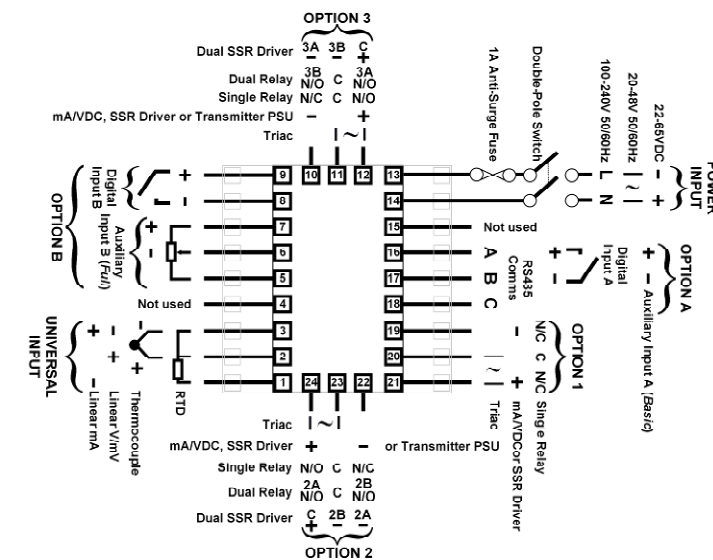 OPTION 3
Dual SSR Driver 3A 3B C
− − +
Dual Relay 3B N/O C 3A N/O
Single Relay N/C C N/O
mA/VDC, SSR Driver or Transmitter PSU − +
Triac ~
9 10 11 12 13
8 14
7 15
6 16
5 17
4 18
3 19
2 20
1 24 23 22 21
1A Anti-Surge Fuse
Double-Pole Switch
100-240V 50/60Hz
L
N
20-48V 50/60Hz
~
22-65VDC
− +
POWER
INPUT
OPTION B
Digital
Input B
+
−
Auxiliary
Input B (Full)
+
−
Not used
Not used
A
B
C
RS435
Comms
+
−
Digital
Input A
+
−
Auxiliary Input A (Basic)
OPTION A
UNIVERSAL
INPUT
+
− Linear mA
−
+
Linear V/mV
−
+
Thermocouple
RTD
OPTION 1
N/C C N/C Singe Relay
− + mA/VDCor SSR Driver
~ Triac
Triac ~
mA/VDC, SSR Driver + − or Transmitter PSU
Single Relay N/O C N/C
Dual Relay 2A N/O C 2B N/O
Dual SSR Driver C 2B 2A
+ − −
OPTION 2